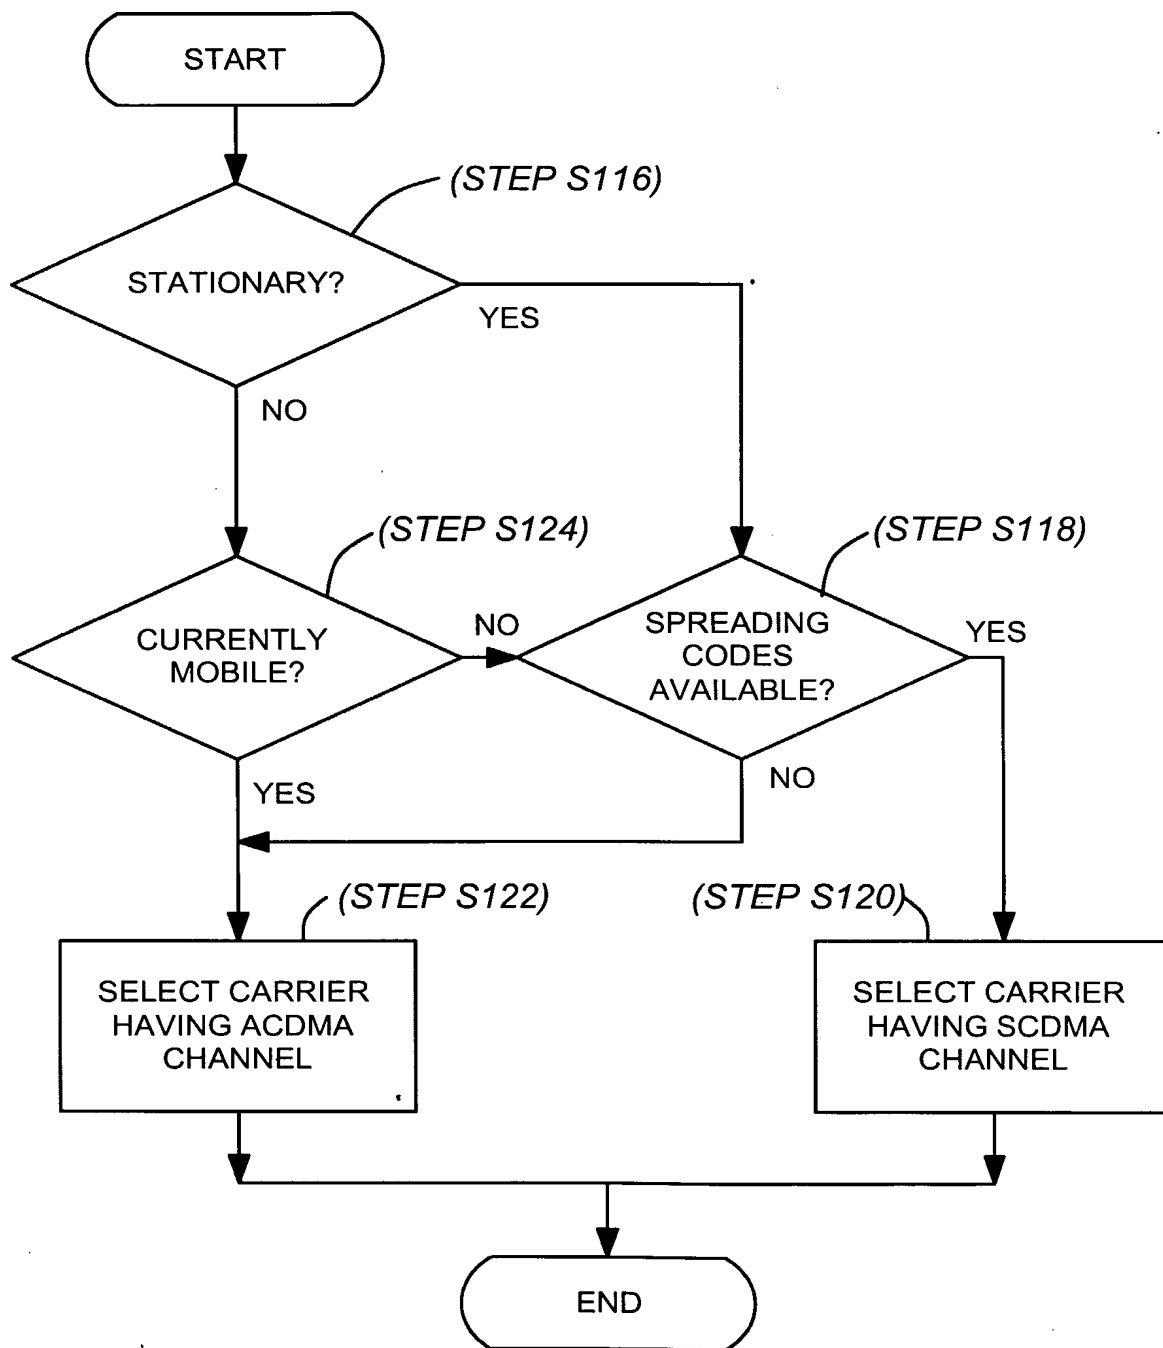 START
(STEP S116)
STATIONARY?
YES
NO
(STEP S124)
(STEP S118)
CURRENTLY
MOBILE?
NO
SPREADING
CODES
AVAILABLE?
YES
YES
NO
(STEP S122)
(STEP S120)
SELECT CARRIER
HAVING ACDMA
CHANNEL
SELECT CARRIER
HAVING SCDMA
CHANNEL
END